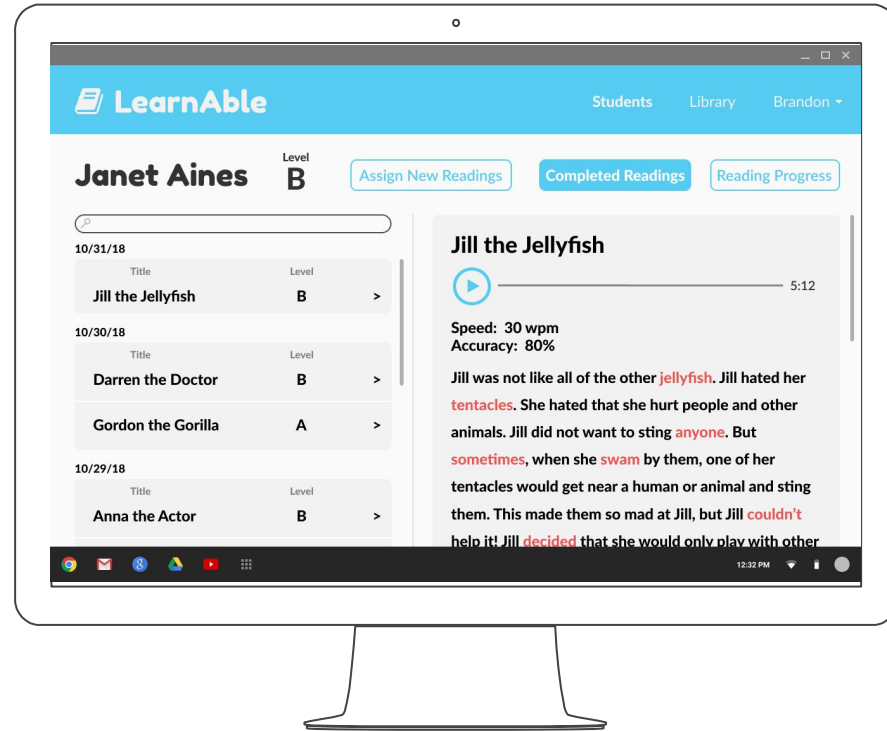 LearnAble
Students Library Brandon
Janet Aines
Level
B
Assign New Readings
Completed Readings
Reading Progress
10/31/18
Title Level
Jill the Jellyfish B >
10/30/18
Title Level
Darren the Doctor B >
Gordon the Gorilla A >
10/29/18
Title Level
Anna the Actor B >
Jill the Jellyfish
5:12
Speed: 30 wpm
Accuracy: 80%
Jill was not like all of the other jellyfish. Jill hated her
tentacles. She hated that she hurt people and other
animals. Jill did not want to sting anyone. But
sometimes, when she swam by them, one of her
tentacles would get near a human or animal and sting
them. This made them so mad at Jill, but Jill couldn't
help it! Jill decided that she would only play with other
12:32 PM